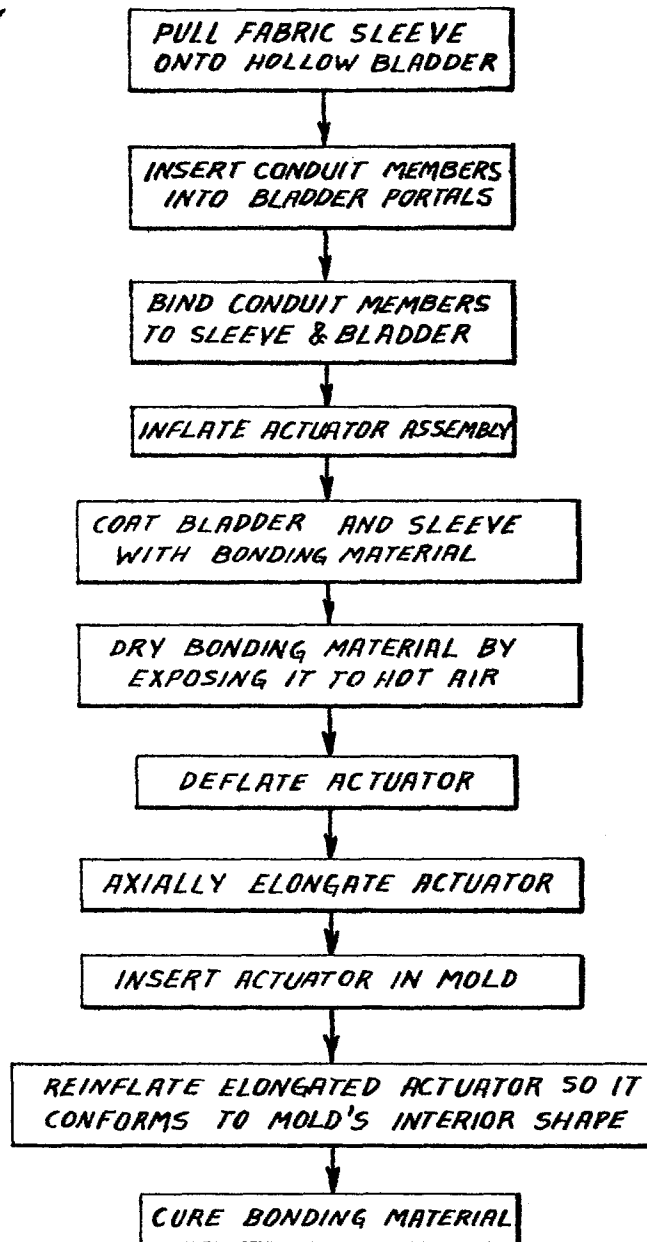 PULL FABRIC SLEEVE
ONTO HOLLOW BLADDER
INSERT CONDUIT MEMBERS
INTO BLADDER PORTALS
BIND CONDUIT MEMBERS
TO SLEEVE & BLADDER
INFLATE ACTUATOR ASSEMBLY
COAT BLADDER AND SLEEVE
WITH BONDING MATERIAL
DRY BONDING MATERIAL BY
EXPOSING IT TO HOT AIR
DEFLATE ACTUATOR
AXIALLY ELONGATE ACTUATOR
INSERT ACTUATOR IN MOLD
REINFLATE ELONGATED ACTUATOR SO IT
CONFORMS TO MOLD'S INTERIOR SHAPE
CURE BONDING MATERIAL